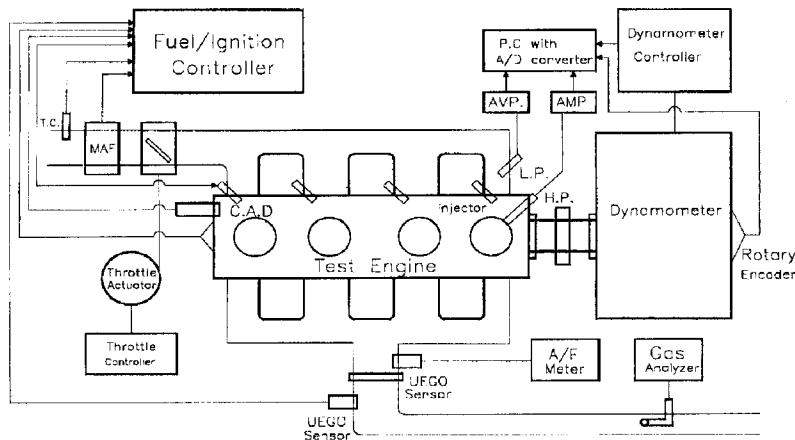 Fuel/Ignition
Controller
P.C with
A/D converter
Dynamometer
Controller
AVP.
AMP
T.C.
MAF
L.P.
H.P.
C.A.D
injector
Dynamometer
Test Engine
Rotary
Encoder
Throttle
Actuator
Throttle
Controller
A/F
Meter
Gas
Analyzer
UEGO
Sensor
UEGO
Sensor